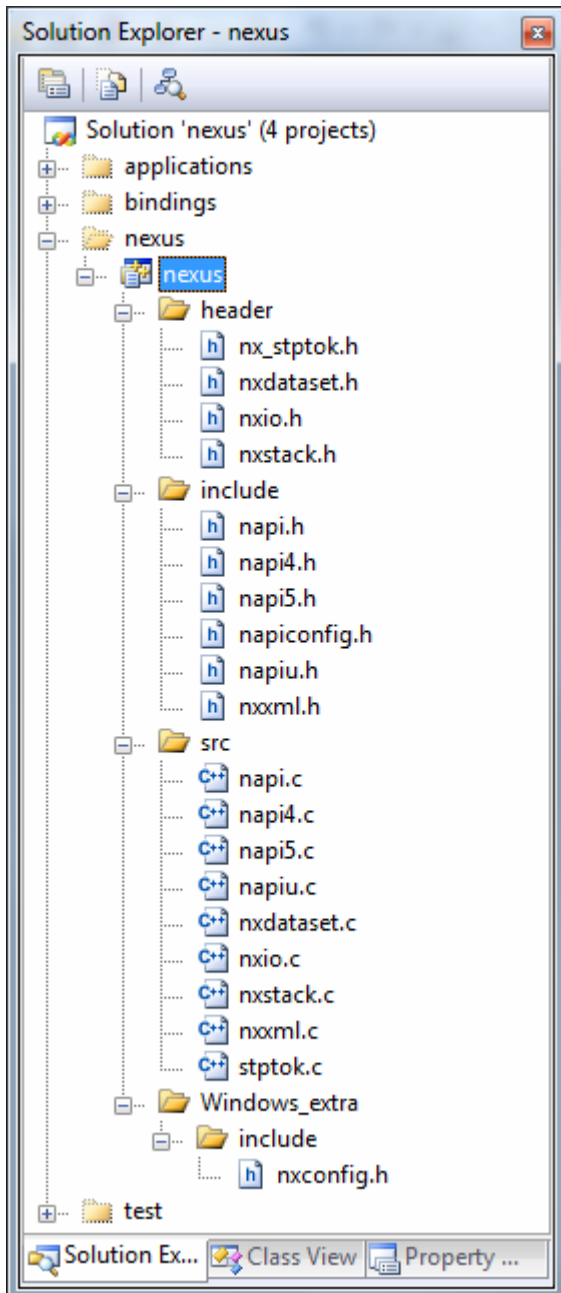 Solution Explorer - nexus
Solution 'nexus' (4 projects)
applications
bindings
nexus
nexus
header
nx_stptok.h
nxdataset.h
nxio.h
nxstack.h
include
napi.h
napi4.h
napi5.h
napiconfig.h
napiu.h
nxxml.h
src
napi.c
napi4.c
napi5.c
napiu.c
nxdataset.c
nxio.c
nxstack.c
nxxml.c
stptok.c
Windows_extra
include
nxconfig.h
test
Solution Ex... Class View Property ...